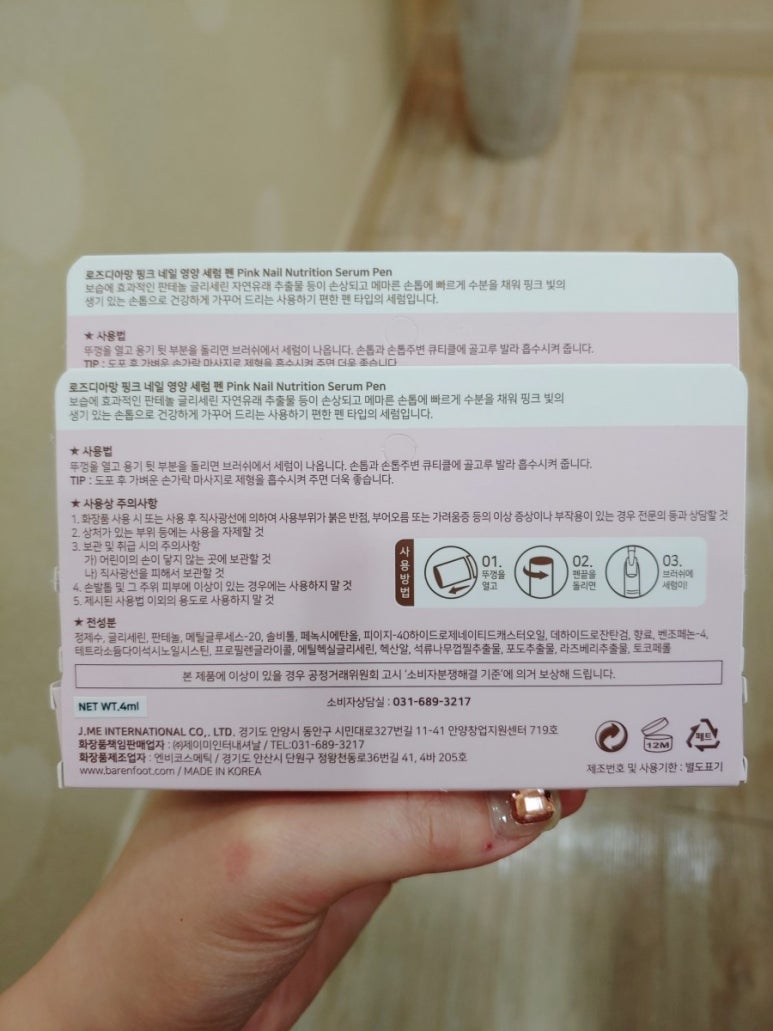 로즈디아망 핑크 네일 영양 세럼 펜 Pink Nail Nutrition Serum Pen
보습에 효과적인 판테놀 글리세린 자연유래 추출물 등이 손상되고 메마른 손톱에 빠르게 수분을 채워 핑크 빛의
생기 있는 손톱으로 건강하게 가꾸어 드리는 사용하기 편한 펜 타입의 세럼입니다.
★ 사용법
뚜껑을 열고 용기 뒷 부분을 돌리면 브러쉬에서 세럼이 나옵니다. 손톱과 손톱주변 큐티클에 골고루 발라 흡수시켜 줍니다.
TIP : 도포 후 가벼운 손가락 마사지로 제형을 흡수시켜 주면 더욱 좋습니다.
로즈디아망 핑크 네일 영양 세럼 펜 Pink Nail Nutrition Serum Pen
보습에 효과적인 판테놀 글리세린 자연유래 추출물 등이 손상되고 메마른 손톱에 빠르게 수분을 채워 핑크 빛의
생기 있는 손톱으로 건강하게 가꾸어 드리는 사용하기 편한 펜 타입의 세럼입니다.
★ 사용법
뚜껑을 열고 용기 뒷 부분을 돌리면 브러쉬에서 세럼이 나옵니다. 손톱과 손톱주변 큐티클에 골고루 발라 흡수시켜 줍니다.
TIP : 도포 후 가벼운 손가락 마사지로 제형을 흡수시켜 주면 더욱 좋습니다.
★ 사용상 주의사항
1. 화장품 사용 시 또는 사용 후 직사광선에 의하여 사용부위가 붉은 반점, 부어오름 또는 가려움증 등의 이상 증상이나 부작용이 있는 경우 전문의 등과 상담할 것
2. 상처가 있는 부위 등에는 사용을 자제할 것
3. 보관 및 취급 시의 주의사항
가) 어린이의 손이 닿지 않는 곳에 보관할 것
나) 직사광선을 피해서 보관할 것
4. 손발톱 및 그 주위 피부에 이상이 있는 경우에는 사용하지 말 것
5. 제시된 사용법 이외의 용도로 사용하지 말 것
사용방법
01. 뚜껑을 열고
02. 펜끝을 돌리면
03. 브러쉬에 세럼이!
★ 전성분
정제수, 글리세린, 판테놀, 메틸글루세스-20, 솔비톨, 페녹시에탄올, 피이지-40하이드로제네이티드캐스터오일, 데하이드로잔탄검, 향료, 벤조페논-4,
테트라소듐다이석시노일시스틴, 프로필렌글라이콜, 에틸헥실글리세린, 헥산알, 석류나무껍찔추출물, 포도추출물, 라즈베리추출물, 토코페롤
본 제품에 이상이 있을 경우 공정거래위원회 고시 '소비자분쟁해결 기준'에 의거 보상해 드립니다.
NET WT.4ml
소비자상담실 : 031-689-3217
J.ME INTERNATIONAL CO,. LTD. 경기도 안양시 동안구 시민대로327번길 11-41 안양창업지원센터 719호
화장품책임판매업자 : ㈜제이미인터내셔날 / TEL:031-689-3217
화장품제조업자 : 엔비코스메틱 / 경기도 안산시 단원구 정왕천동로36번길 41, 4바 205호
www.barenfoot.com / MADE IN KOREA
12M
페트
제조번호 및 사용기한 : 별도표기